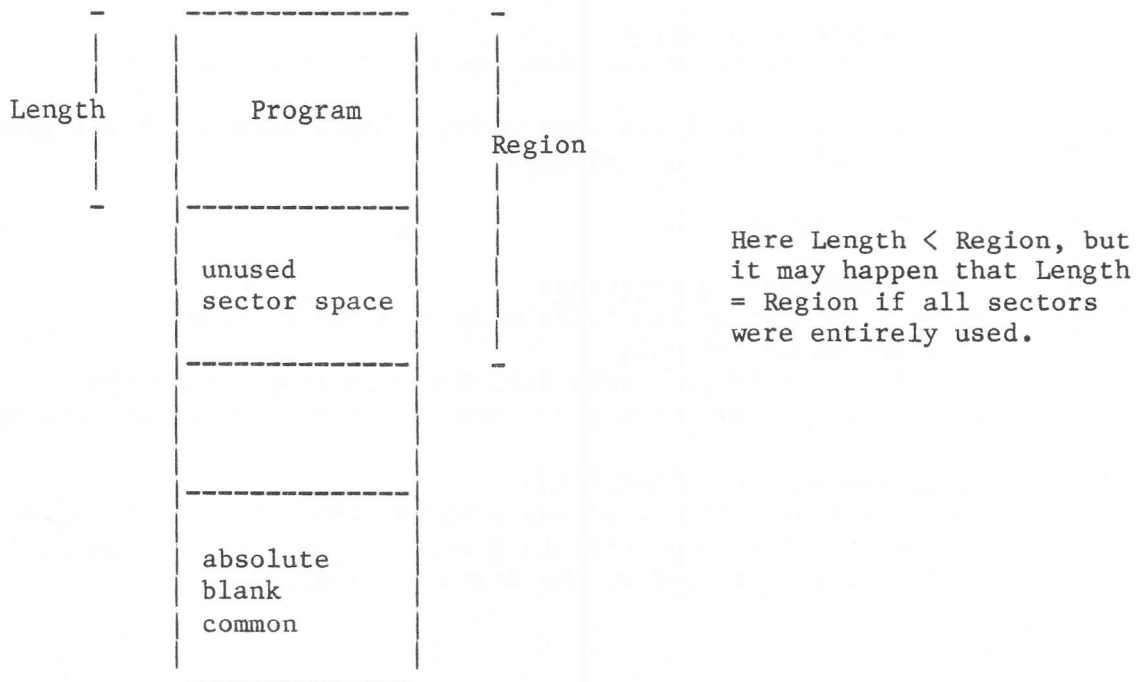 Length
Program
Region
unused
sector space
Here Length < Region, but
it may happen that Length
= Region if all sectors
were entirely used.
absolute
blank
common